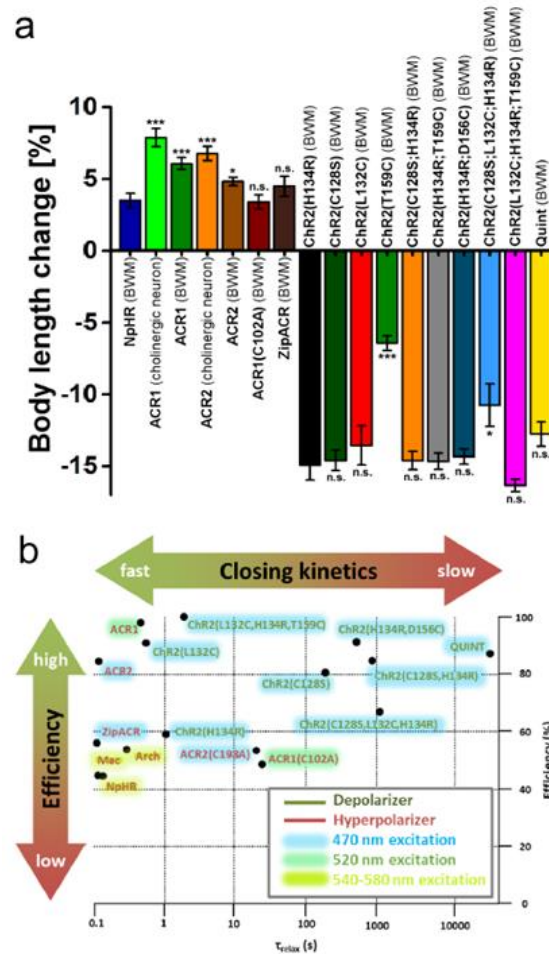 a
Body length change [%]
10
5
0
-5
-10
-15
NpHR (BWM)
ACR1 (cholinergic neuron)
ACR1 (BWM)
ACR2 (cholinergic neuron)
ACR2 (BWM)
ACR1(C102A) (BWM)
ZipACR (BWM)
ChR2(H134R) (BWM)
ChR2(C128S) (BWM)
ChR2(L132C) (BWM)
ChR2(T159C) (BWM)
ChR2(C128S;H134R) (BWM)
ChR2(H134R;T159C) (BWM)
ChR2(H134R;D156C) (BWM)
ChR2(C128S;L132C;H134R) (BWM)
ChR2(L132C;H134R;T159C) (BWM)
Quint (BWM)
***
***
***
*
n.s.
n.s.
n.s.
n.s.
***
n.s.
n.s.
n.s.
*
n.s.
n.s.
b
fast Closing kinetics slow
high
Efficiency
low
ACR1
ChR2(L132C,H134R,T159C)
ChR2(L132C)
ACR2
ChR2(H134R,D156C)
QUINT
ChR2(C128S)
ChR2(C128S,H134R)
ChR2(C128S,L132C,H134R)
ZipACR
ChR2(H134R)
Mac
Arch
ACR2(C198A)
ACR1(C102A)
NpHR
Depolarizer
Hyperpolarizer
470 nm excitation
520 nm excitation
540-580 nm excitation
100
80
60
40
20
0
Efficiency(%)
0.1 1 10 100 1000 10000
τrelax (s)